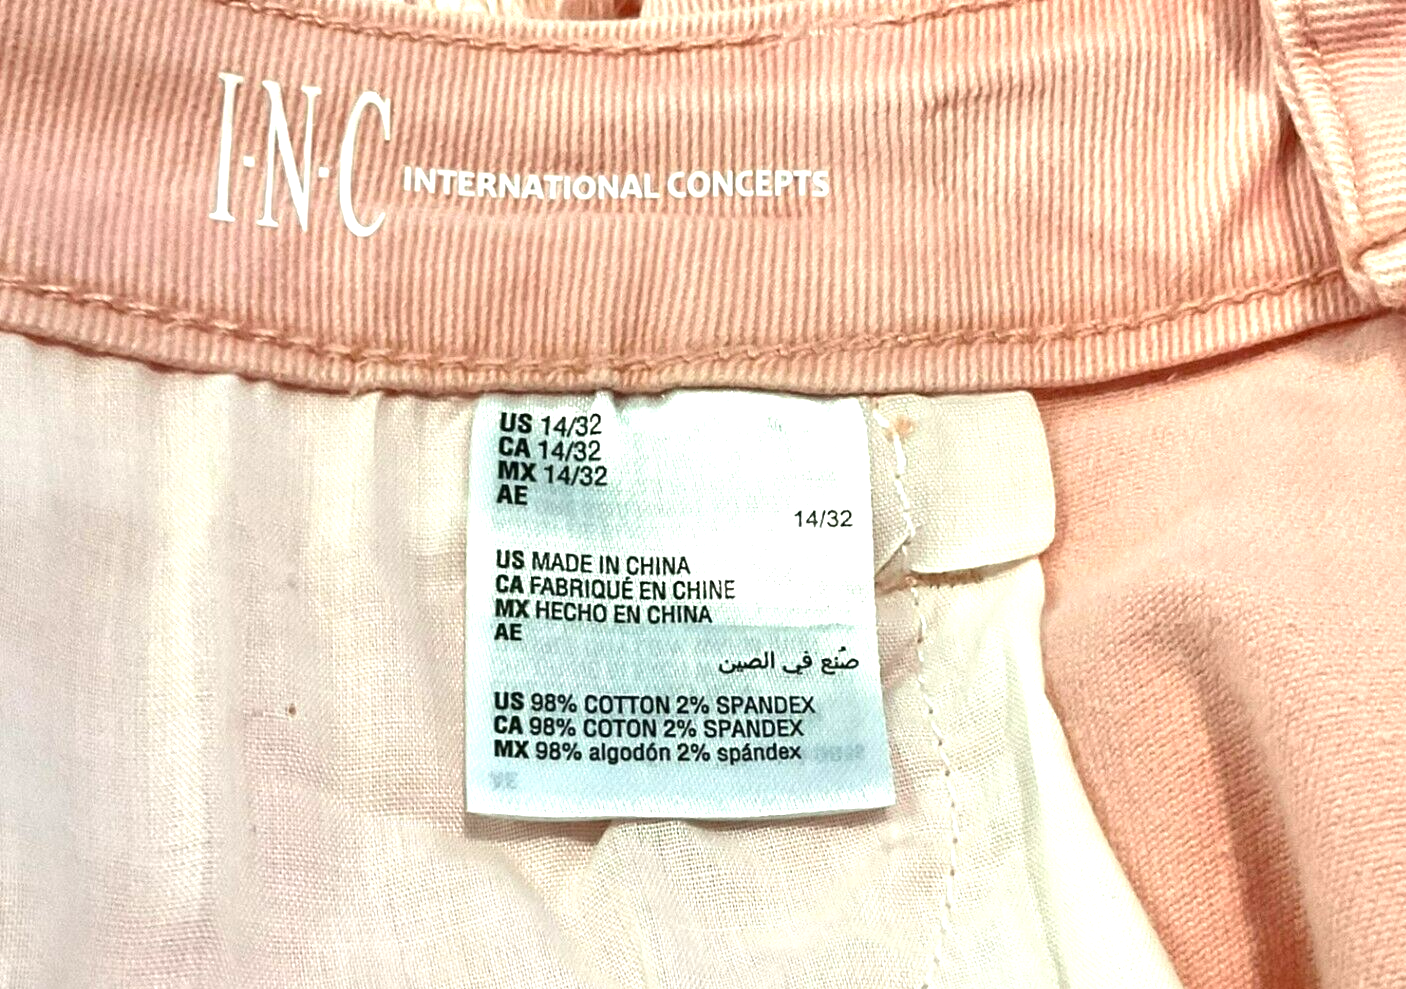 I·N·C INTERNATIONAL CONCEPTS
US 14/32
CA 14/32
MX 14/32
AE
14/32
US MADE IN CHINA
CA FABRIQUÉ EN CHINE
MX HECHO EN CHINA
AE
صُنع في الصين
US 98% COTTON 2% SPANDEX
CA 98% COTON 2% SPANDEX
MX 98% algodón 2% spándex